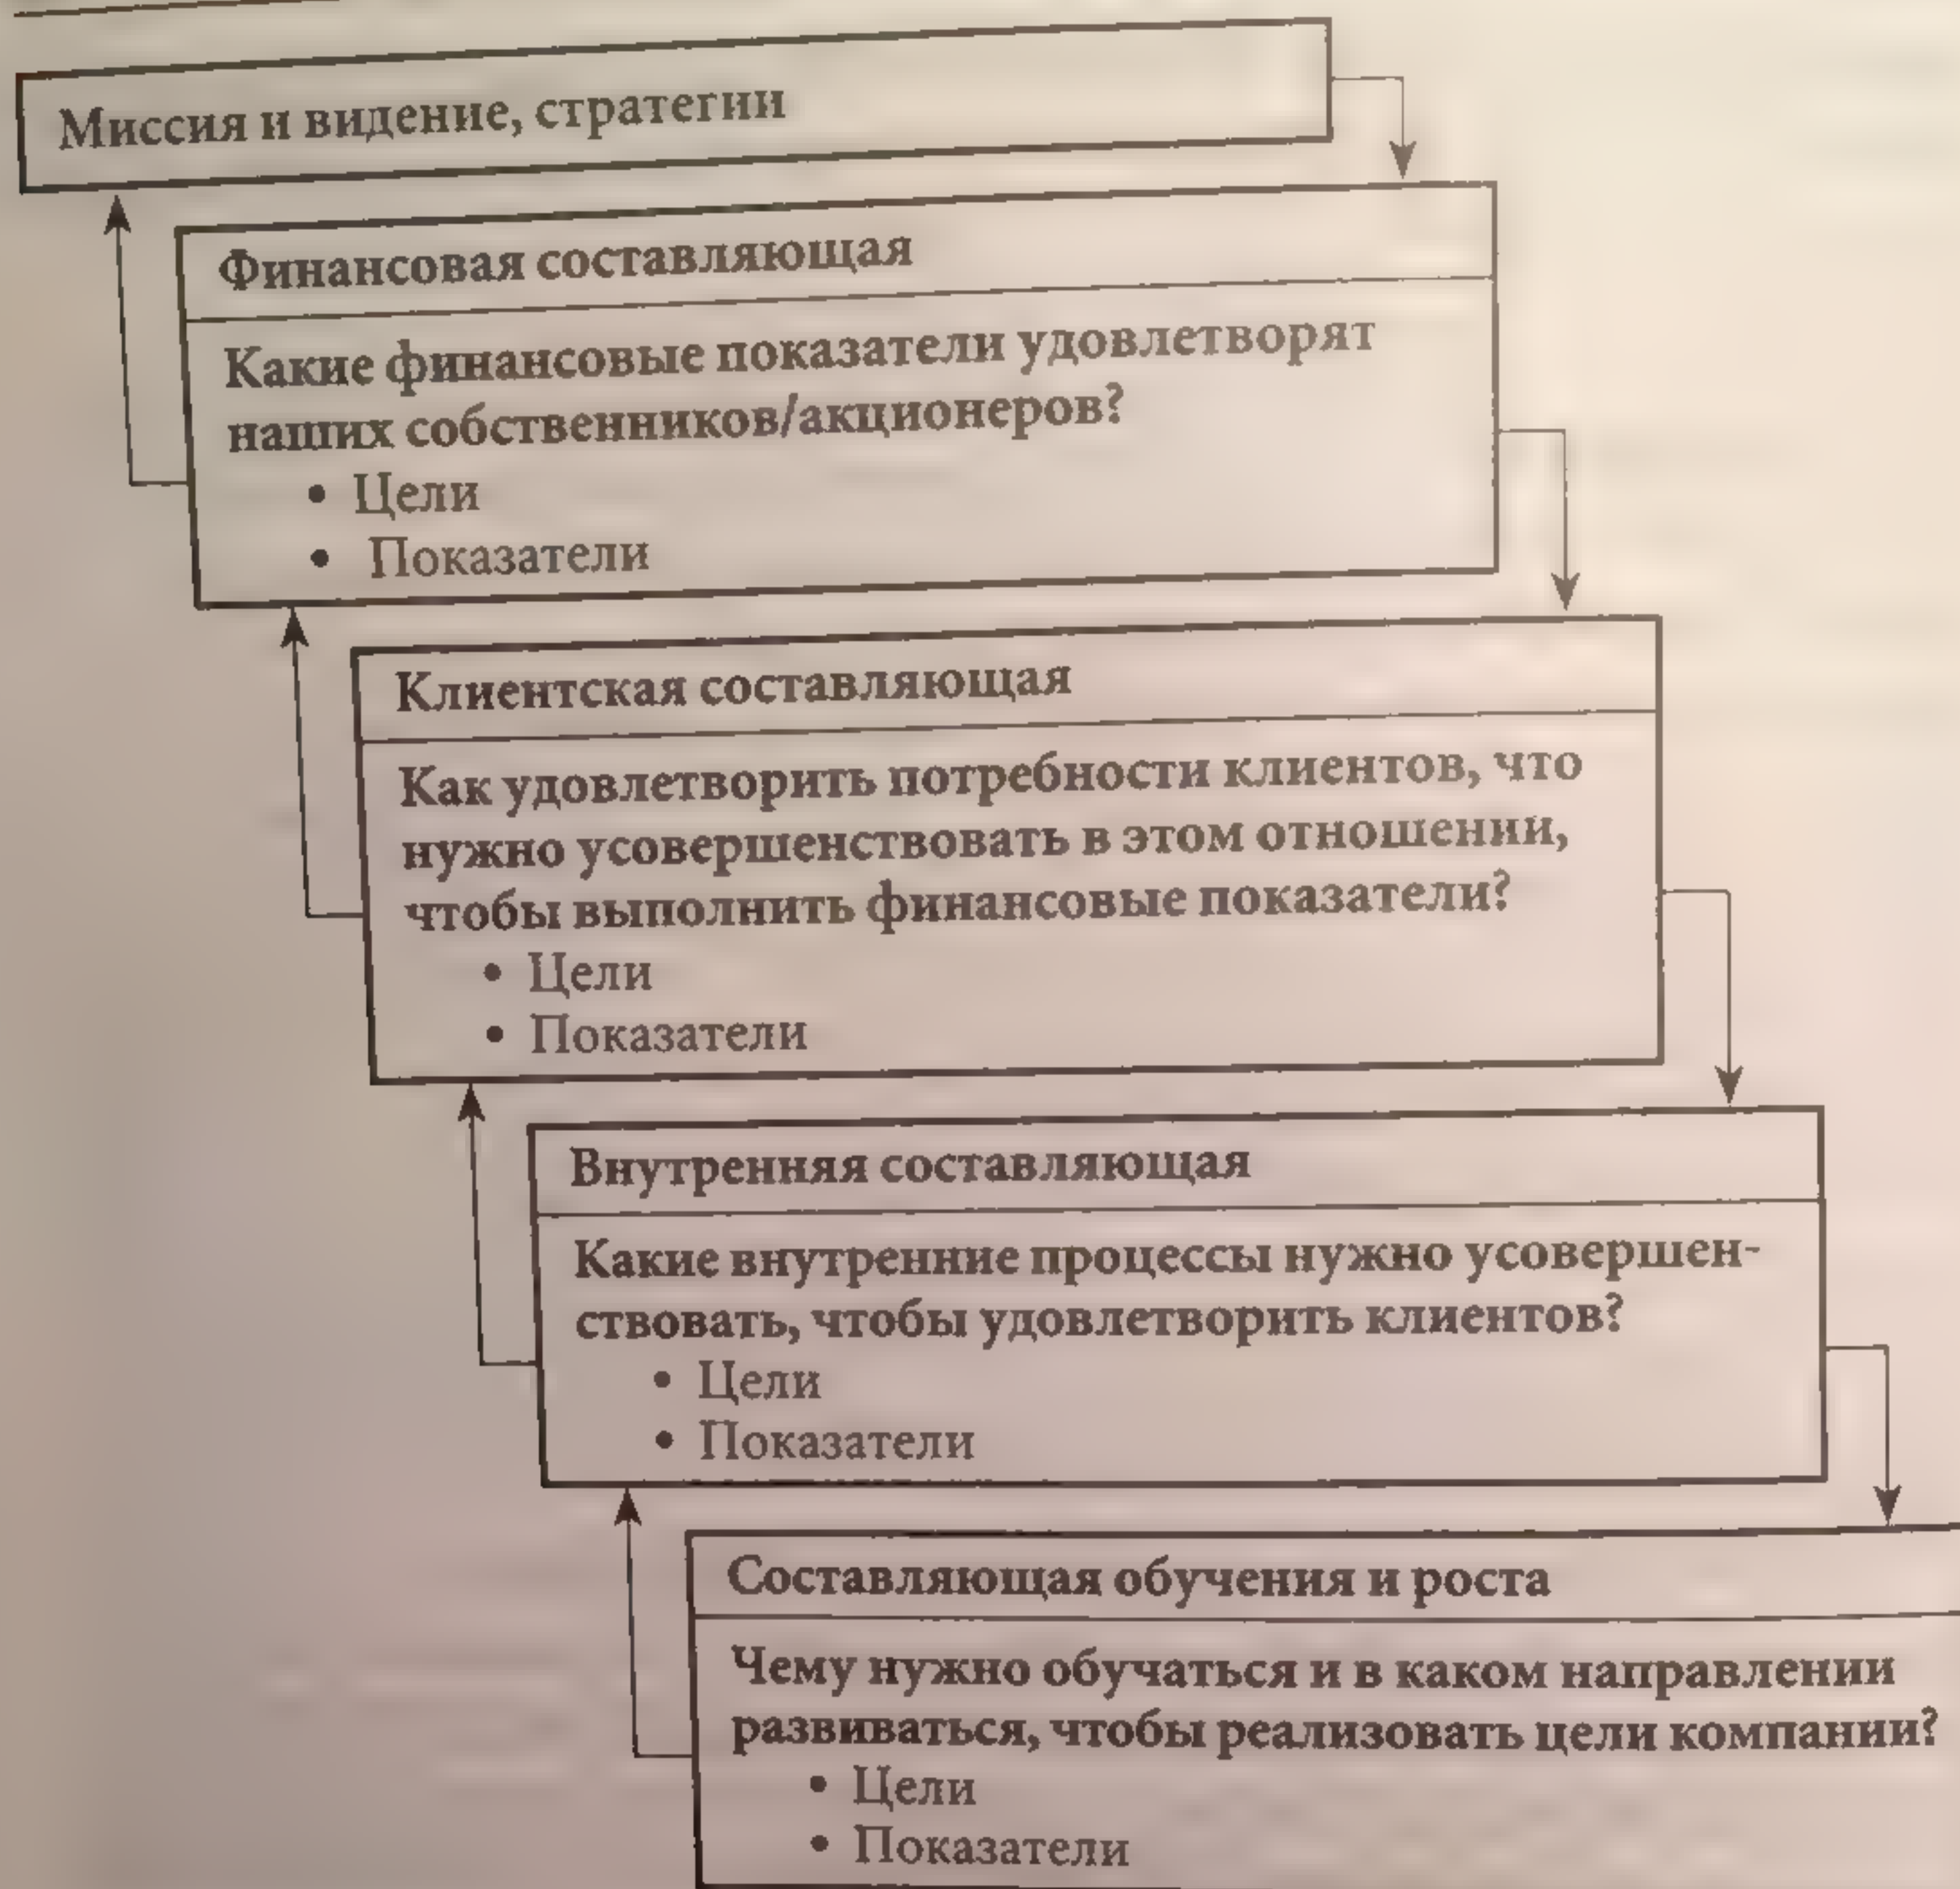 Миссия и видение, стратегии
Финансовая составляющая
Какие финансовые показатели удовлетворят
наших собственников/акционеров?
• Цели
• Показатели
Клиентская составляющая
Как удовлетворить потребности клиентов, что
нужно усовершенствовать в этом отношении,
чтобы выполнить финансовые показатели?
• Цели
• Показатели
Внутренняя составляющая
Какие внутренние процессы нужно усовершен-
ствовать, чтобы удовлетворить клиентов?
• Цели
• Показатели
Составляющая обучения и роста
Чему нужно обучаться и в каком направлении
развиваться, чтобы реализовать цели компании?
• Цели
• Показатели